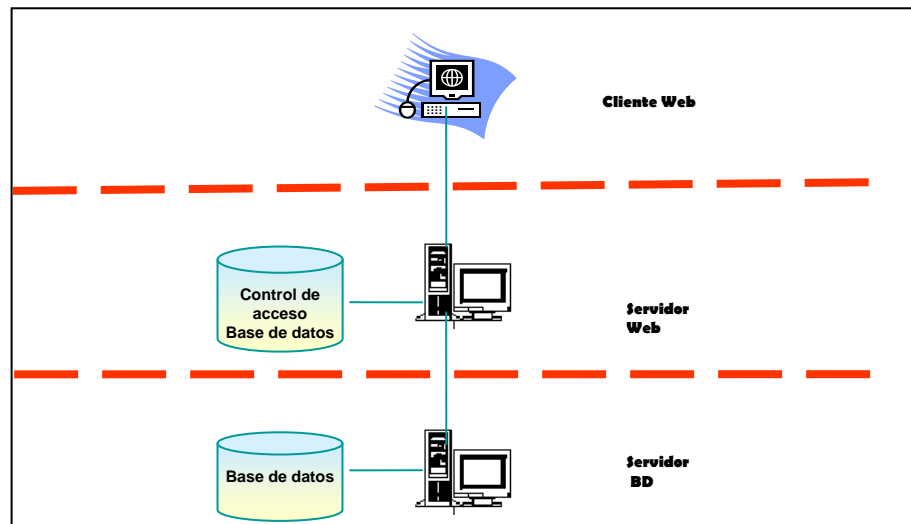 Cliente Web
Control de
acceso
Base de datos
Servidor
Web
Base de datos
Servidor
BD